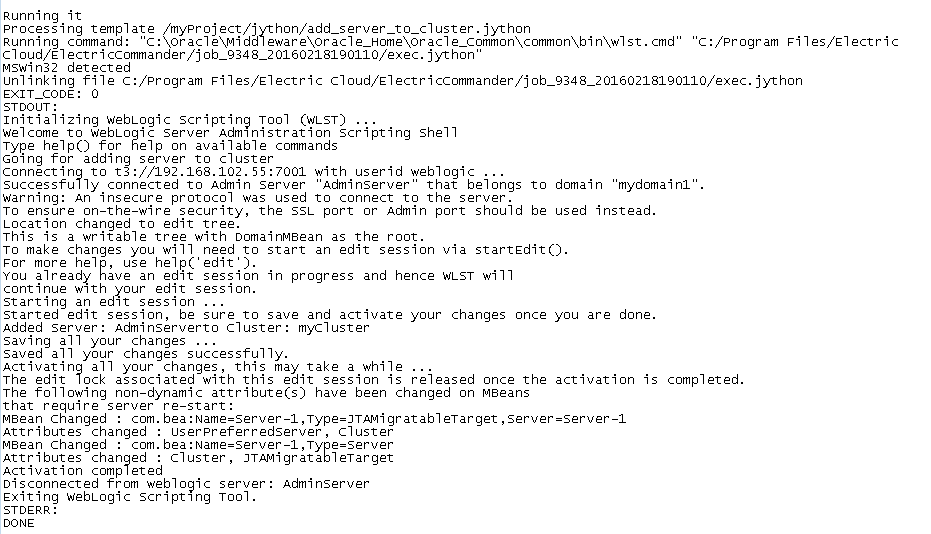 Running it
Processing template /myProject/jython/add_server_to_cluster.jython
Running command: "C:\Oracle\Middleware\Oracle_Home\Oracle_Common\common\bin\wlst.cmd" "C:/Program Files/Electric
Cloud/ElectricCommander/job_9348_20160218190110/exec.jython"
MSWin32 detected
Unlinking file C:/Program Files/Electric Cloud/ElectricCommander/job_9348_20160218190110/exec.jython
EXIT_CODE: 0
STDOUT:
Initializing WebLogic Scripting Tool (WLST) ...
Welcome to WebLogic Server Administration Scripting Shell
Type help() for help on available commands
Going for adding server to cluster
Connecting to t3://192.168.102.55:7001 with userid weblogic ...
Successfully connected to Admin Server "AdminServer" that belongs to domain "mydomain1".
Warning: An insecure protocol was used to connect to the server.
To ensure on-the-wire security, the SSL port or Admin port should be used instead.
Location changed to edit tree.
This is a writable tree with DomainMBean as the root.
To make changes you will need to start an edit session via startEdit().
For more help, use help('edit').
You already have an edit session in progress and hence WLST will
continue with your edit session.
Starting an edit session ...
Started edit session, be sure to save and activate your changes once you are done.
Added Server: AdminServerto Cluster: myCluster
Saving all your changes ...
Saved all your changes successfully.
Activating all your changes, this may take a while ...
The edit lock associated with this edit session is released once the activation is completed.
The following non-dynamic attribute(s) have been changed on MBeans
that require server re-start:
MBean Changed : com.bea:Name=Server-1,Type=JTAMigratableTarget,Server=Server-1
Attributes changed : UserPreferredServer, Cluster
MBean Changed : com.bea:Name=Server-1,Type=Server
Attributes changed : Cluster, JTAMigratableTarget
Activation completed
Disconnected from weblogic server: AdminServer
Exiting WebLogic Scripting Tool.
STDERR:
DONE